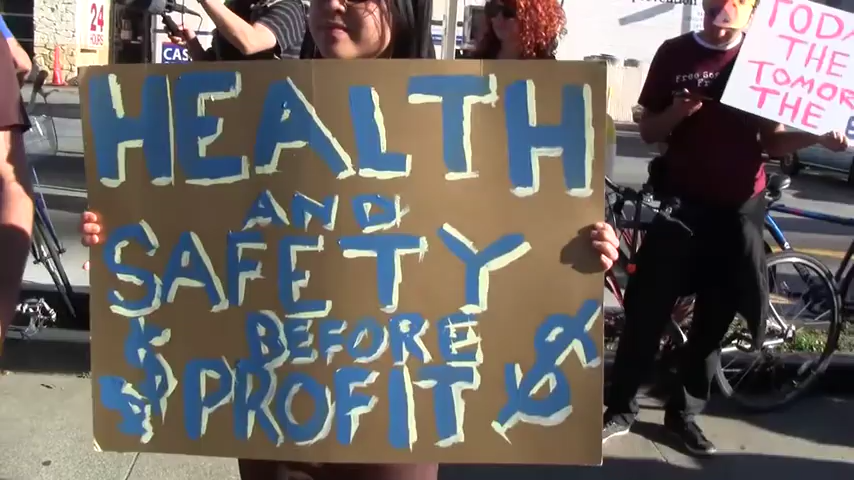 HEALTH
AND
SAFETY
BEFORE
PROFIT
24
HOURS
TODA
THE
TOMOR
THE